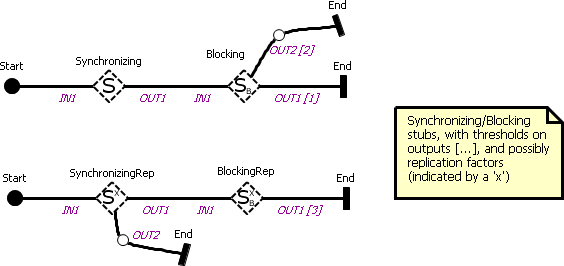 End
Synchronizing
Blocking
OUT2 [2]
Start
End
S
S
B
IN1
OUT1
IN1
OUT1 [1]
Synchronizing/Blocking
stubs, with thresholds on
outputs [...], and possibly
replication factors
(indicated by a 'x')
Start
SynchronizingRep
BlockingRep
End
S
X
S
X
B
IN1
OUT1
IN1
OUT1 [3]
OUT2
End